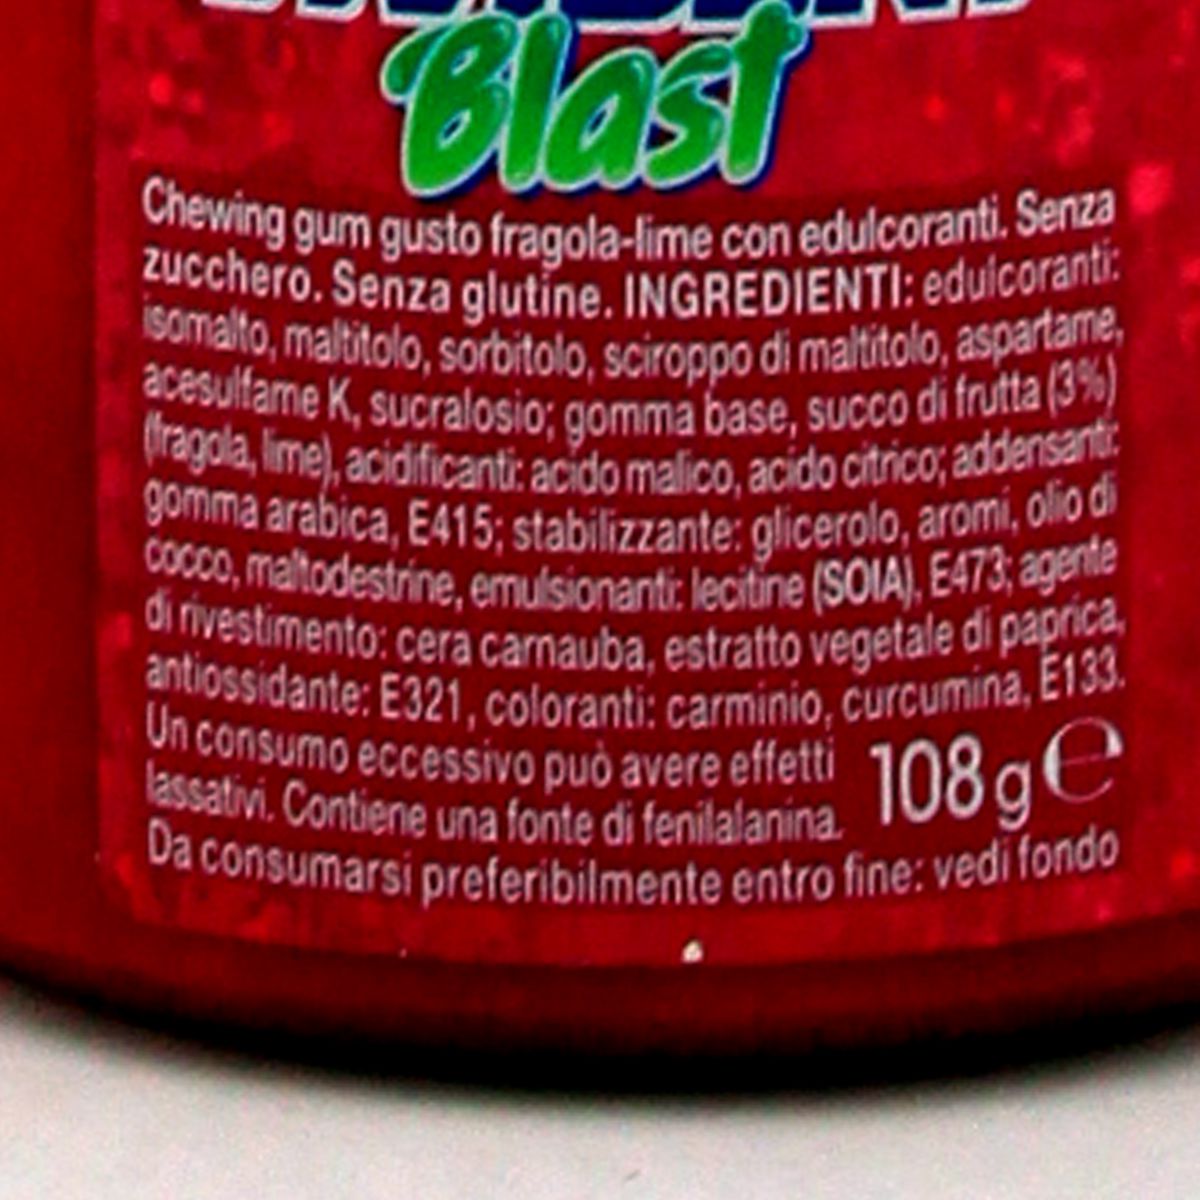 Blast
Chewing gum gusto fragola-lime con edulcoranti. Senza
zucchero. Senza glutine. INGREDIENTI: edulcoranti:
isomalto, maltitolo, sorbitolo, sciroppo di maltitolo, aspartame,
acesulfame K, sucralosio; gomma base, succo di frutta (3%)
(fragola, lime), acidificanti: acido malico, acido citrico; addensanti:
gomma arabica, E415; stabilizzante: glicerolo, aromi, olio di
cocco, maltodestrine, emulsionanti: lecitine (SOIA), E473; agente
di rivestimento: cera carnauba, estratto vegetale di paprica,
antiossidante: E321, coloranti: carminio, curcumina, E133.
Un consumo eccessivo può avere effetti
lassativi. Contiene una fonte di fenilalanina.
108 g ℮
Da consumarsi preferibilmente entro fine: vedi fondo